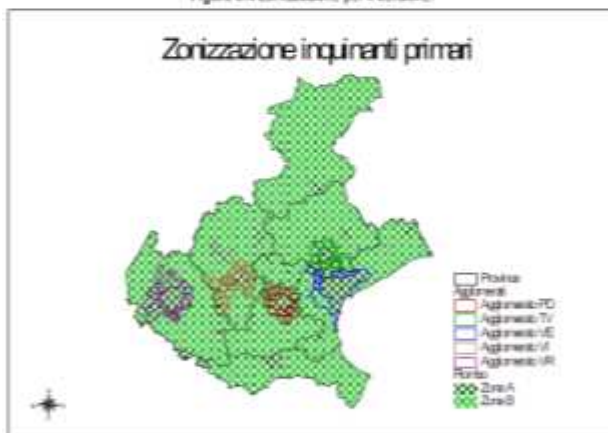 Zonizzazione inquinanti primari
Province
Agglomerati
Agglomerato PD
Agglomerato TV
Agglomerato VE
Agglomerato VI
Agglomerato VR
Zona A
Zona B